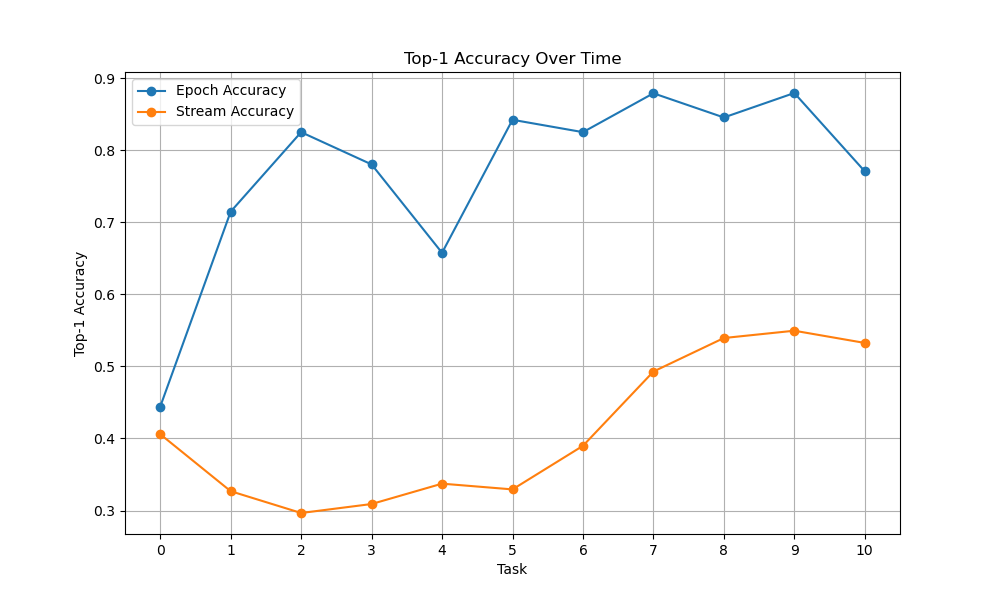 Top-1 Accuracy Over Time
Epoch Accuracy
Stream Accuracy
Top-1 Accuracy
0.9
0.8
0.7
0.6
0.5
0.4
0.3
0 1 2 3 4 5 6 7 8 9 10
Task